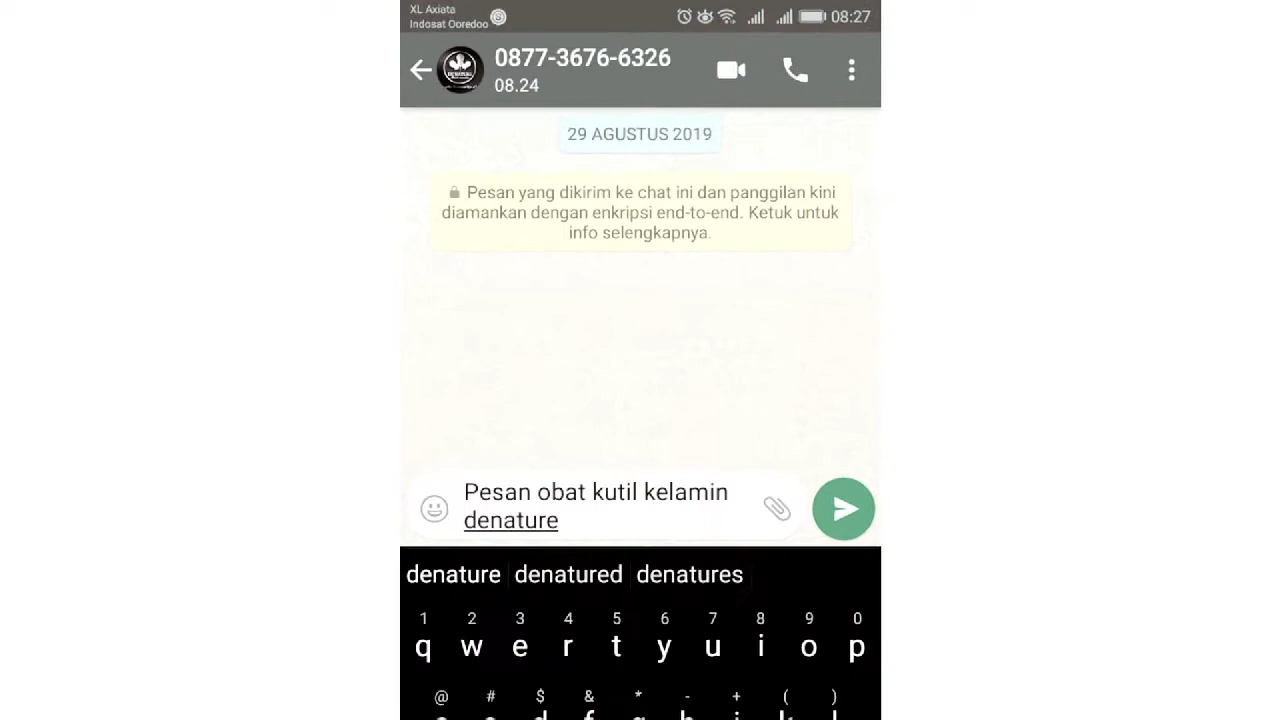 XL Axiata
Indosat Ooredoo
08:27
0877-3676-6326
08.24
29 AGUSTUS 2019
Pesan yang dikirim ke chat ini dan panggilan kini
diamankan dengan enkripsi end-to-end. Ketuk untuk
info selengkapnya.
Pesan obat kutil kelamin
denature
denature denatured denatures
1 2 3 4 5 6 7 8 9 0
q w e r t y u i o p
@ # $ & * - + ( )